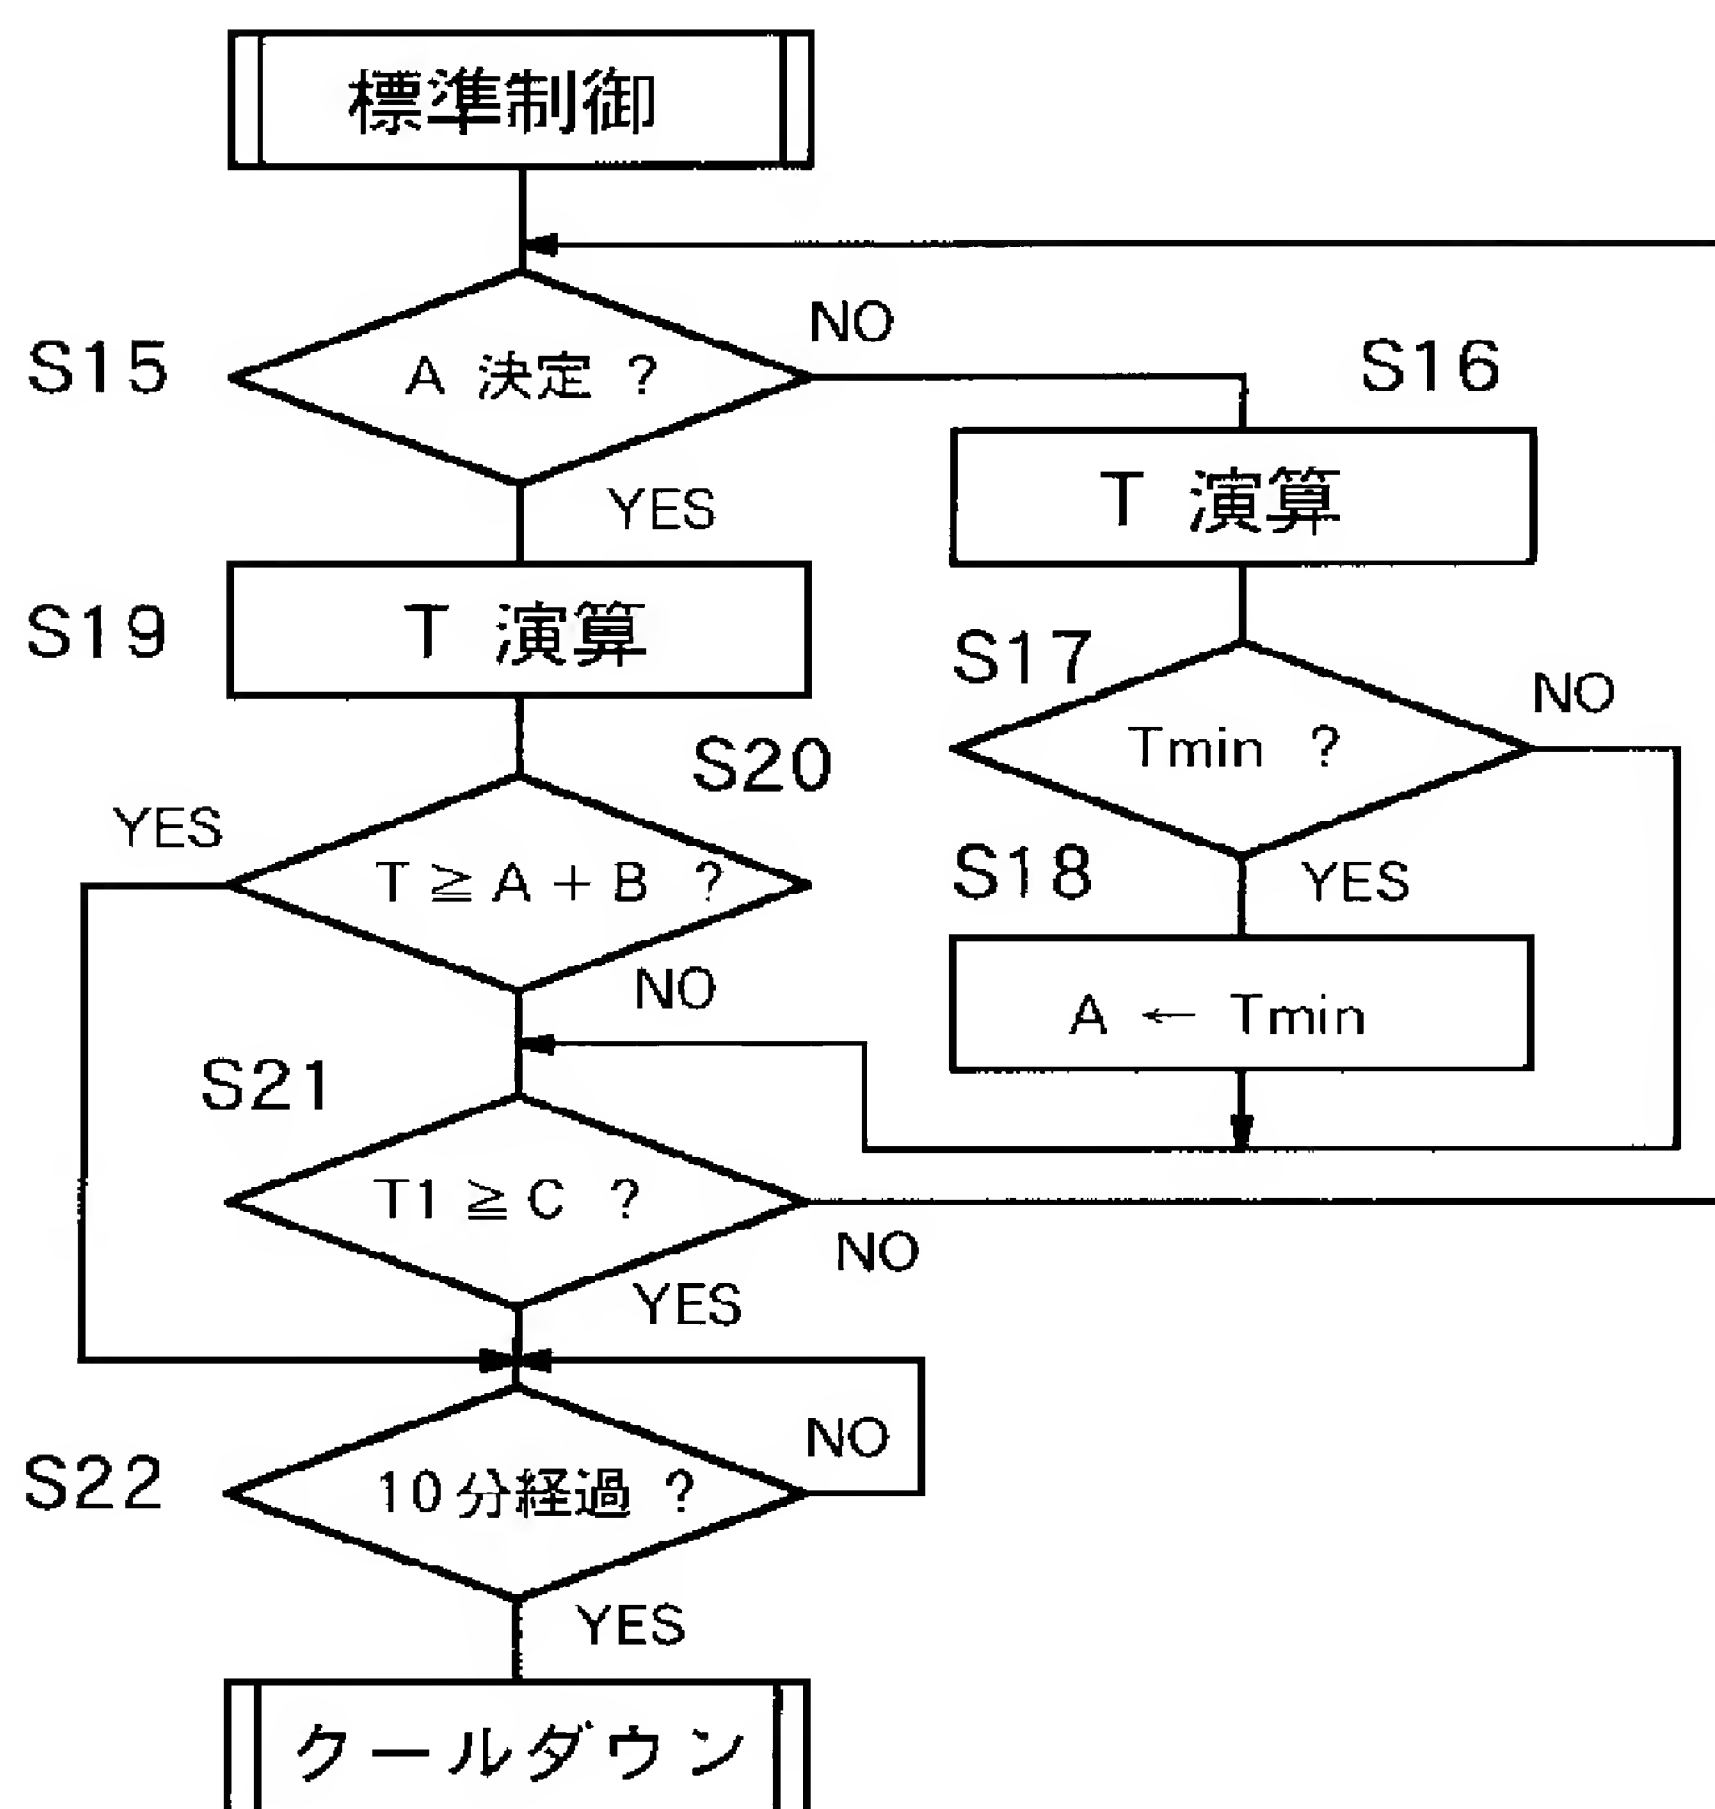 標準制御
S15
A 決定 ?
NO
S16
T 演算
YES
S19
T 演算
S17
Tmin ?
NO
S20
YES
T ≧ A + B ?
NO
S18
YES
A ← Tmin
S21
T1 ≧ C ?
NO
YES
S22
10分経過 ?
NO
YES
クールダウン